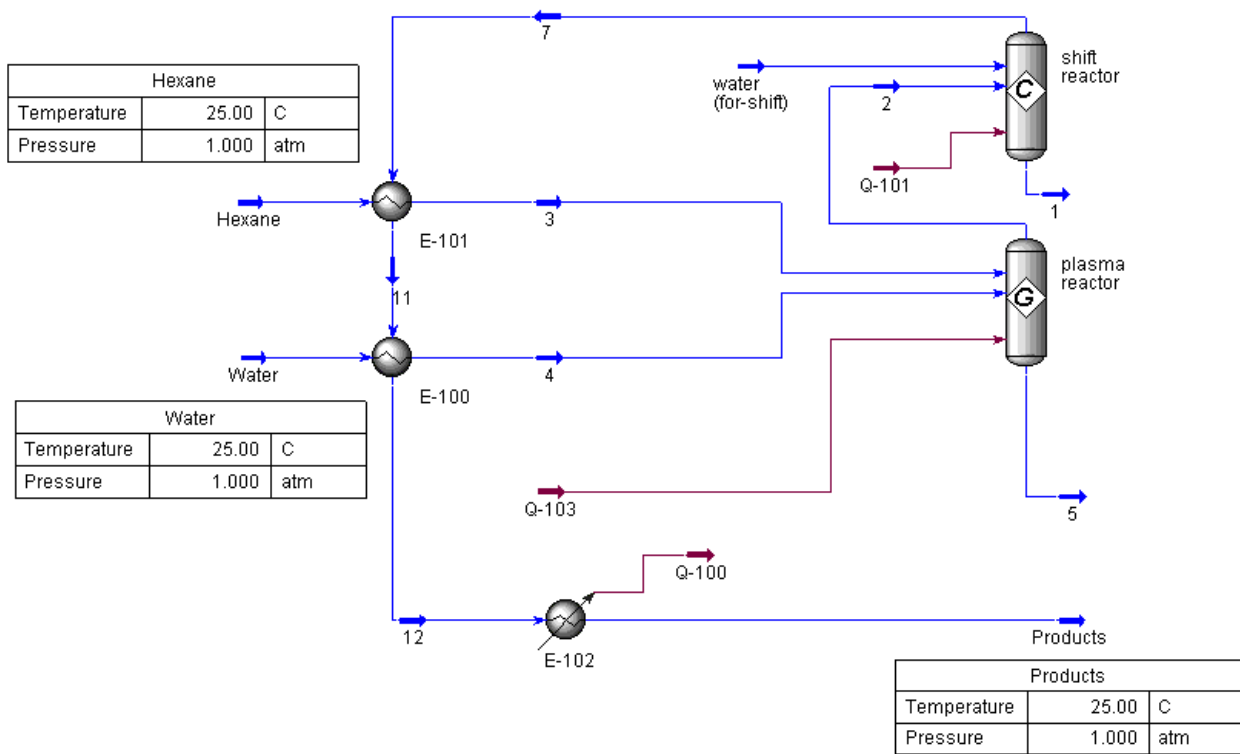 7
shift
reactor
C
water
(for-shift)
2
Q-101
1
Hexane
Temperature 25.00 C
Pressure 1.000 atm
Hexane
E-101
3
plasma
reactor
G
11
Water
E-100
4
Water
Temperature 25.00 C
Pressure 1.000 atm
Q-103
5
Q-100
12
E-102
Products
Products
Temperature 25.00 C
Pressure 1.000 atm